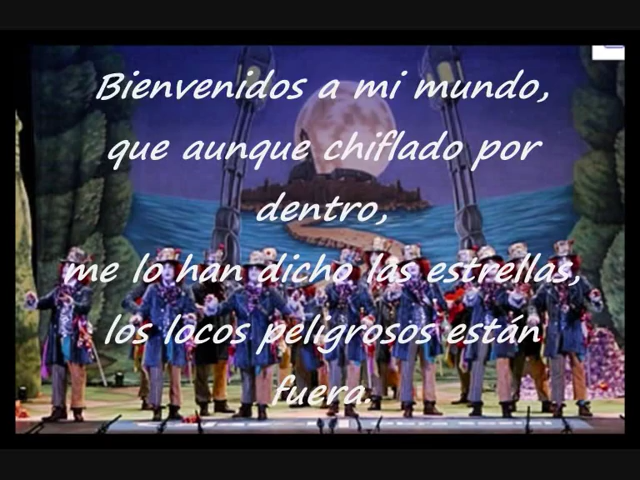 Bienvenidos a mi mundo,
que aunque chiflado por
dentro,
me lo han dicho las estrellas,
los locos peligrosos están
fuera.